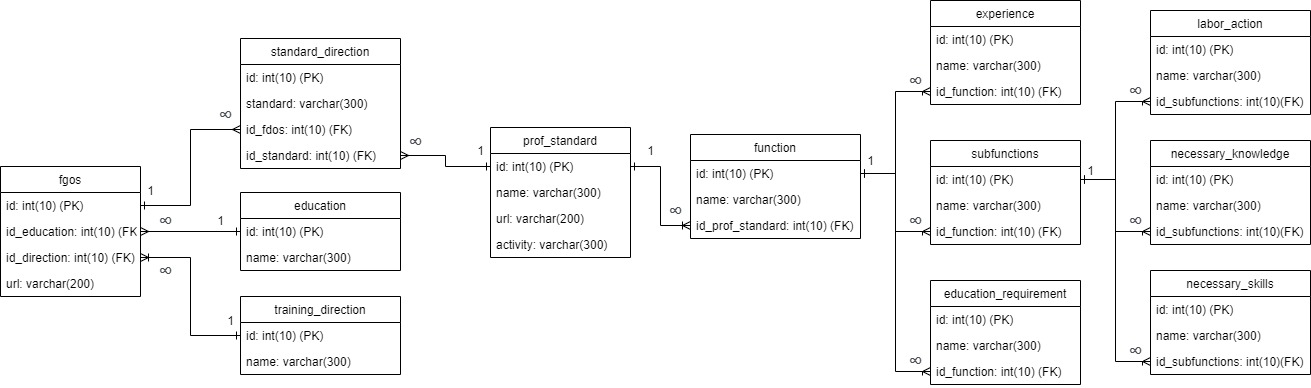 fgos
id: int(10) (PK)
id_education: int(10) (FK
id_direction: int(10) (FK)
url: varchar(200)
1
∞
∞
standard_direction
id: int(10) (PK)
standard: varchar(300)
id_fdos: int(10) (FK)
id_standard: int(10) (FK)
∞
∞
education
id: int(10) (PK)
name: varchar(300)
1
training_direction
id: int(10) (PK)
name: varchar(300)
1
prof_standard
id: int(10) (PK)
name: varchar(300)
url: varchar(200)
activity: varchar(300)
1
1
function
id: int(10) (PK)
name: varchar(300)
id_prof_standard: int(10) (FK)
∞
1
experience
id: int(10) (PK)
name: varchar(300)
id_function: int(10) (FK)
∞
subfunctions
id: int(10) (PK)
name: varchar(300)
id_function: int(10) (FK)
∞
1
education_requirement
id: int(10) (PK)
name: varchar(300)
id_function: int(10) (FK)
∞
labor_action
id: int(10) (PK)
name: varchar(300)
id_subfunctions: int(10)(FK)
∞
necessary_knowledge
id: int(10) (PK)
name: varchar(300)
id_subfunctions: int(10)(FK)
∞
necessary_skills
id: int(10) (PK)
name: varchar(300)
id_subfunctions: int(10)(FK)
∞